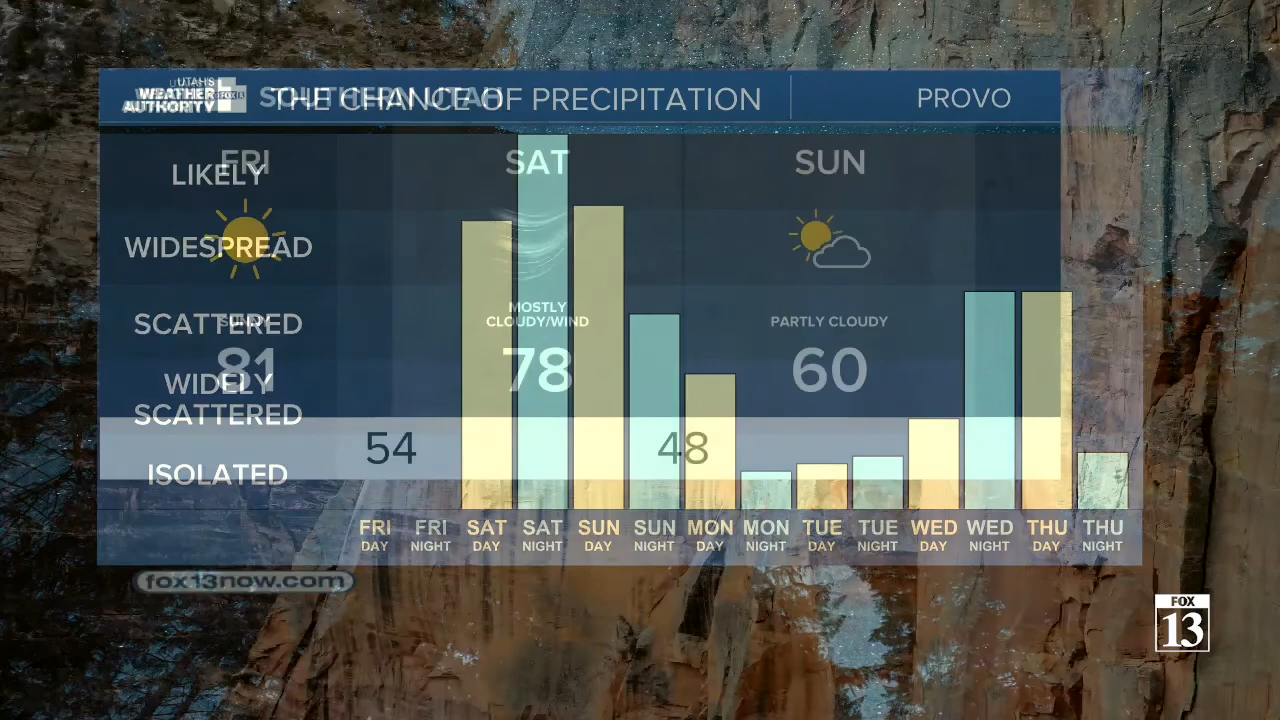 UTAH'S
WEATHER
AUTHORITY
SOUTHERN UTAH
THE CHANCE OF PRECIPITATION
PROVO
FRI
SAT
SUN
LIKELY
WIDESPREAD
SCATTERED
WIDELY
SCATTERED
ISOLATED
SUNNY
MOSTLY
CLOUDY/WIND
PARTLY CLOUDY
81
78
60
54
48
FRI FRI SAT SAT SUN SUN MON MON TUE TUE WED WED THU THU
DAY NIGHT DAY NIGHT DAY NIGHT DAY NIGHT DAY NIGHT DAY NIGHT DAY NIGHT
fox13now.com
FOX
13